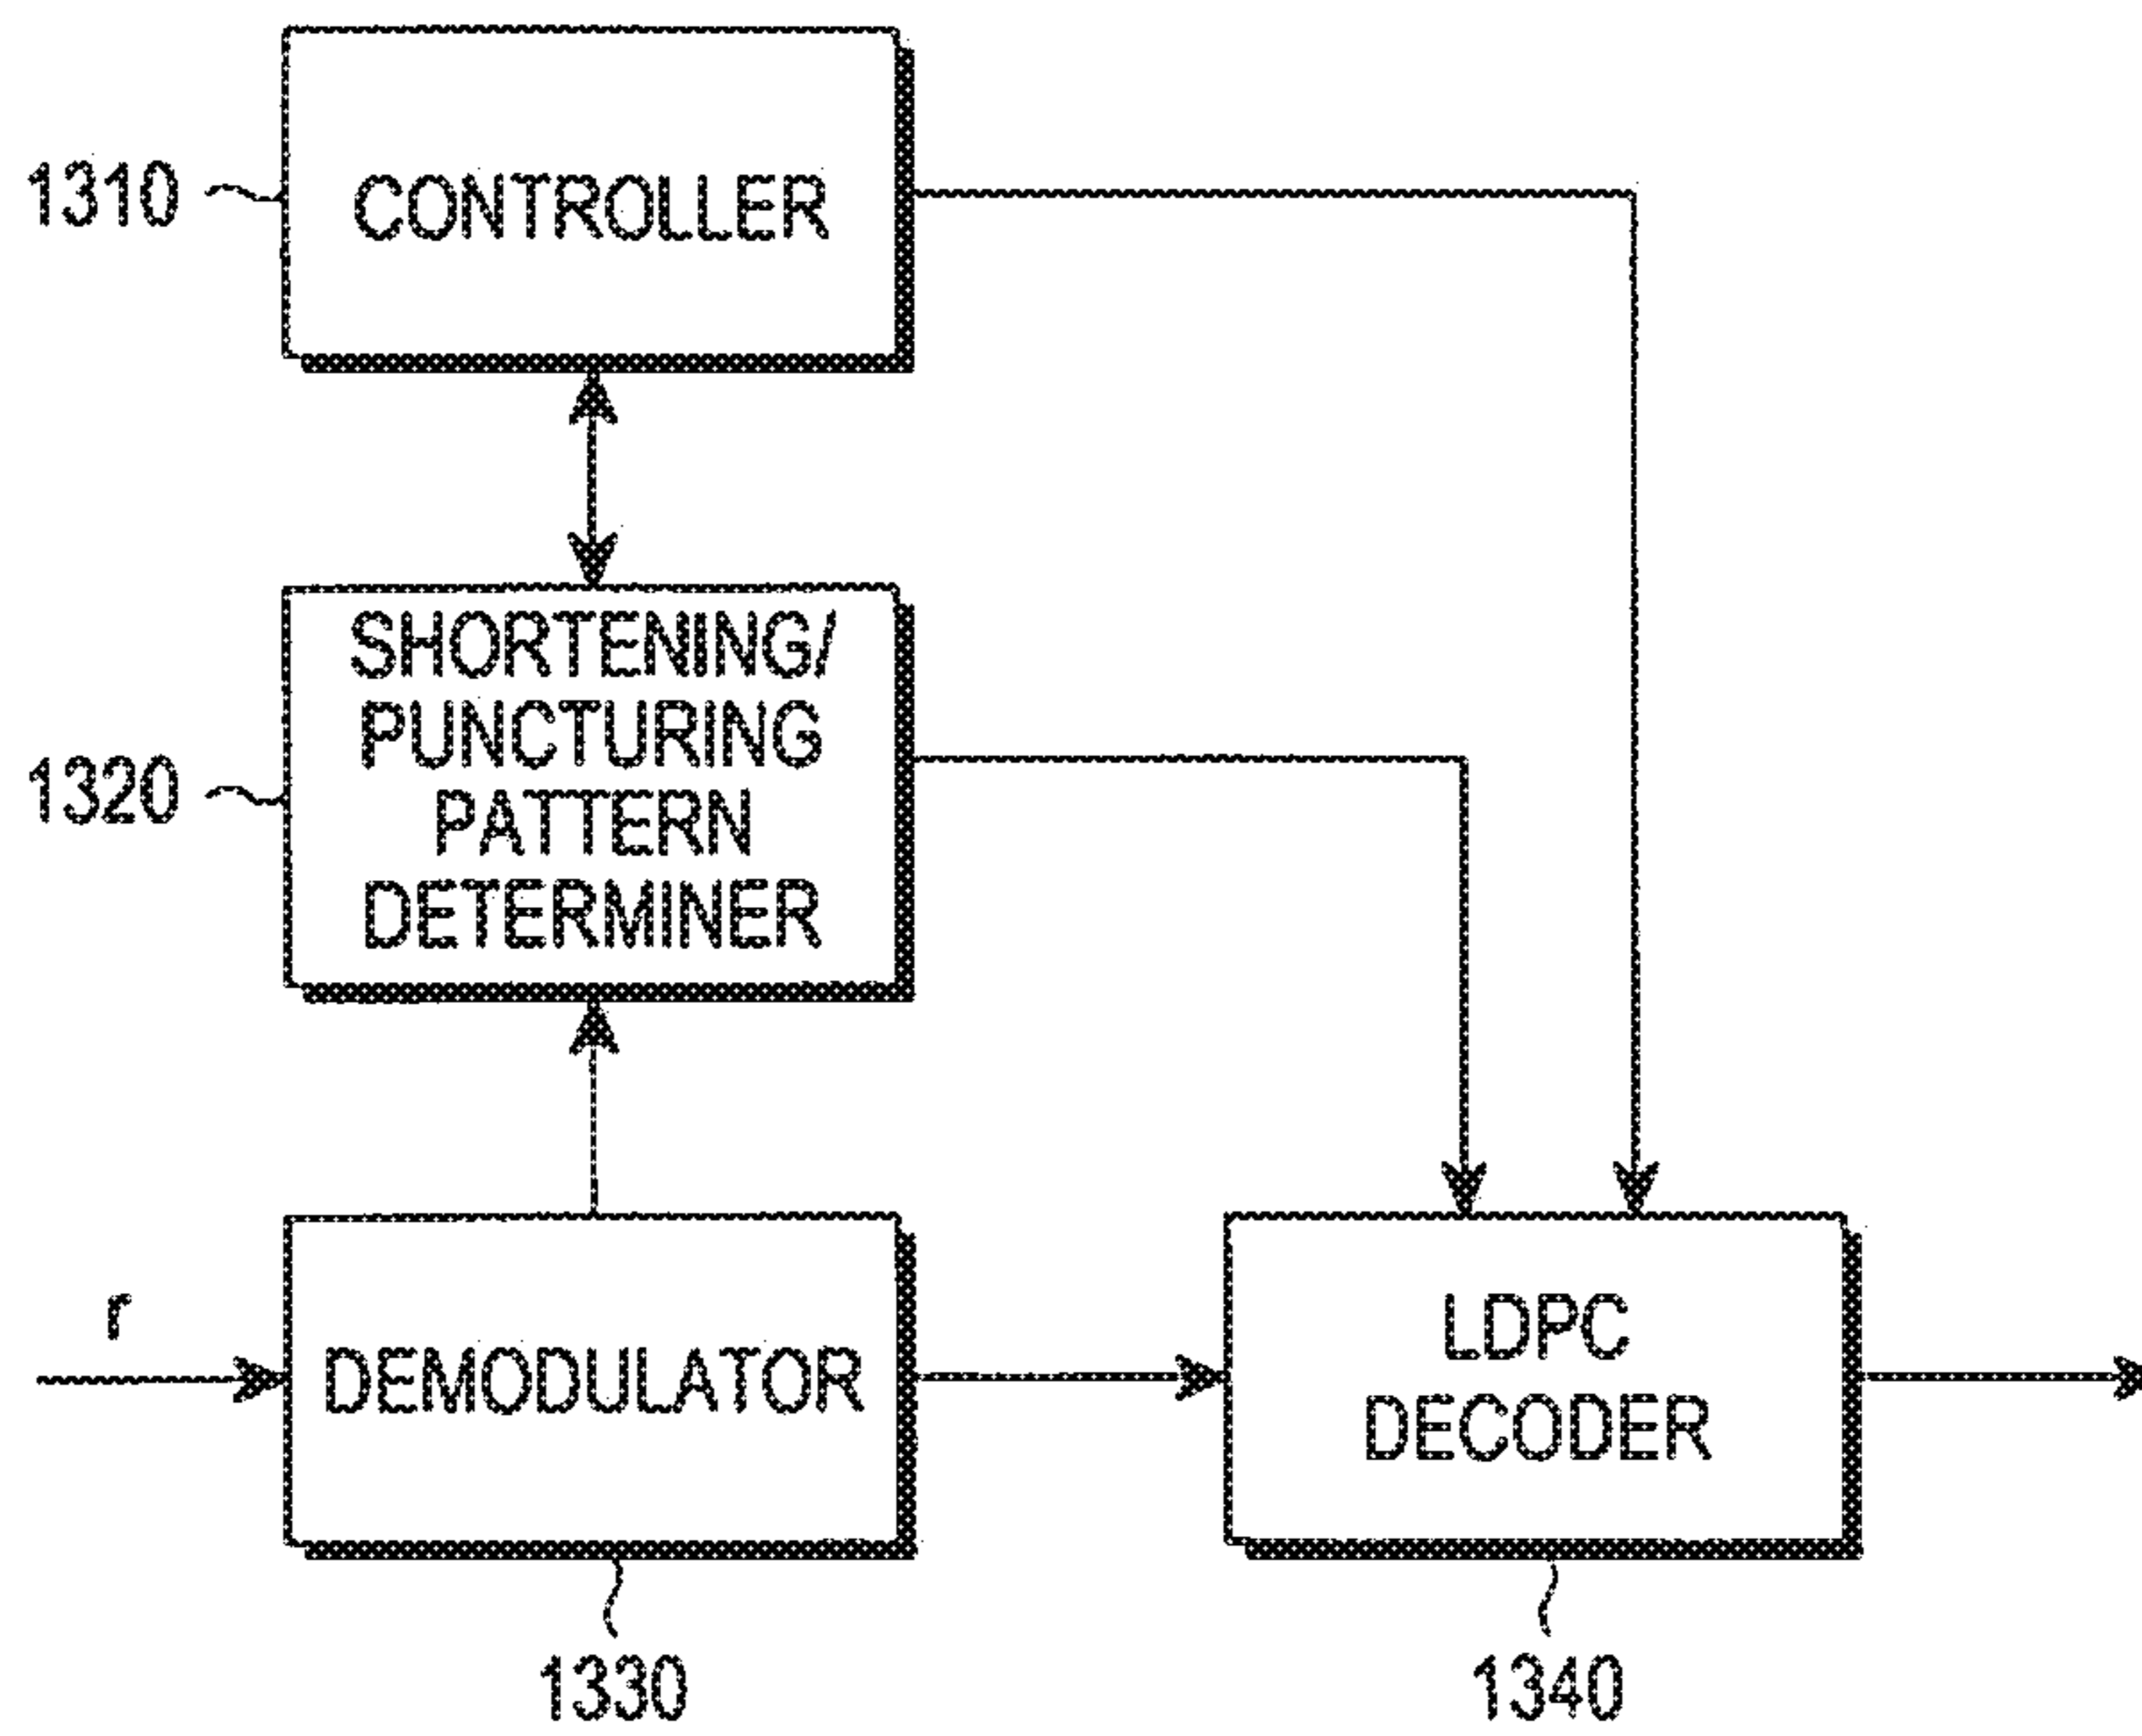 1310
CONTROLLER
1320
SHORTENING/
PUNCTURING
PATTERN
DETERMINER
r
DEMODULATOR
LDPC
DECODER
1330
1340